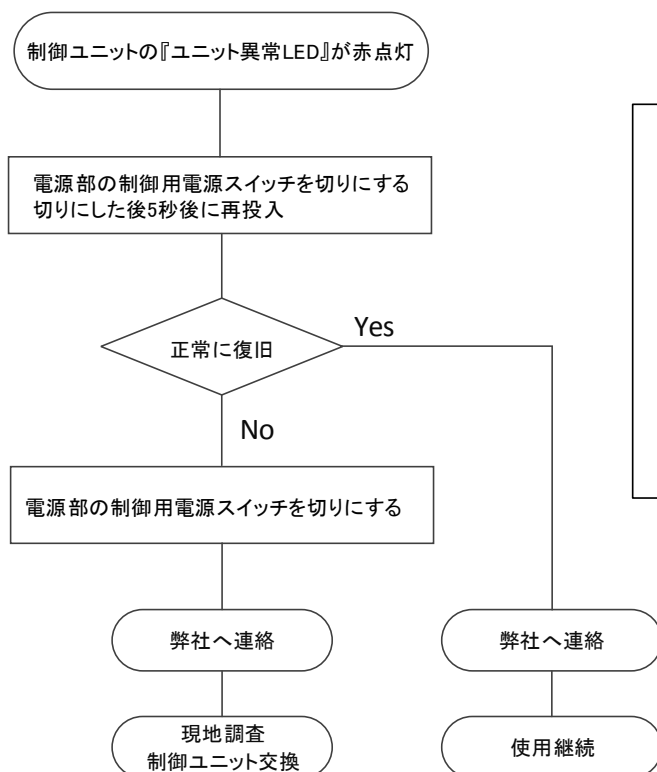 制御ユニットの『ユニット異常LED』が赤点灯
電源部の制御用電源スイッチを切りにする
切りにした後5秒後に再投入
正常に復旧
Yes
No
電源部の制御用電源スイッチを切りにする
弊社へ連絡
弊社へ連絡
現地調査
制御ユニット交換
使用継続